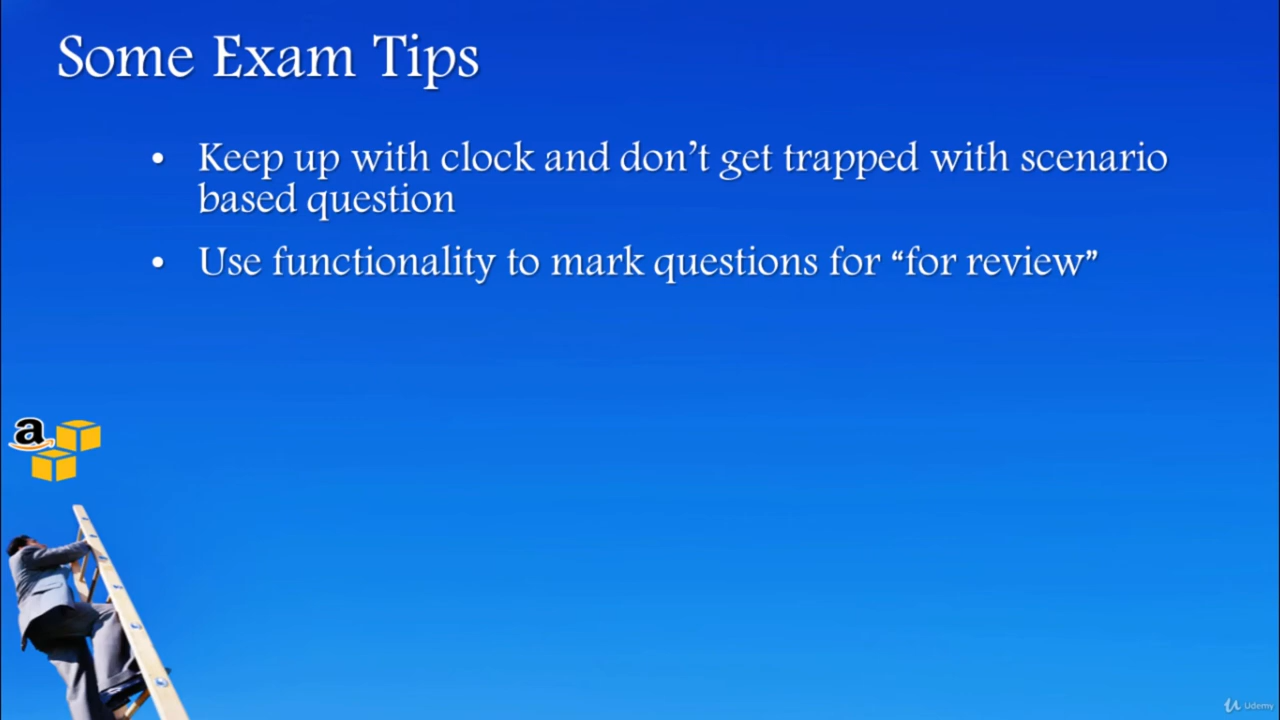 Some Exam Tips
• Keep up with clock and don’t get trapped with scenario
based question
• Use functionality to mark questions for “for review”
a
Udemy